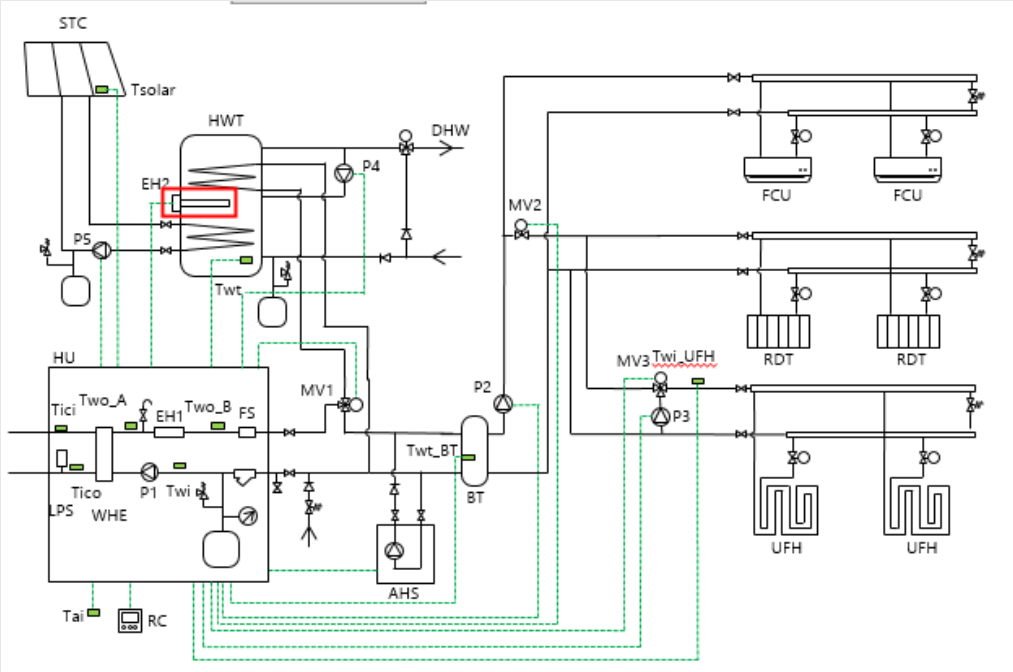 STC
Tsolar
HWT
DHW
P4
EH2
FCU
FCU
MV2
P5
Twt
RDT
RDT
HU
MV3
Twi_UFH
MV1
P2
Two_A
Tici
EH1
Two_B
FS
P3
Twt_BT
Tico
P1
Twi
BT
LPS
WHE
UFH
UFH
AHS
Tai
RC